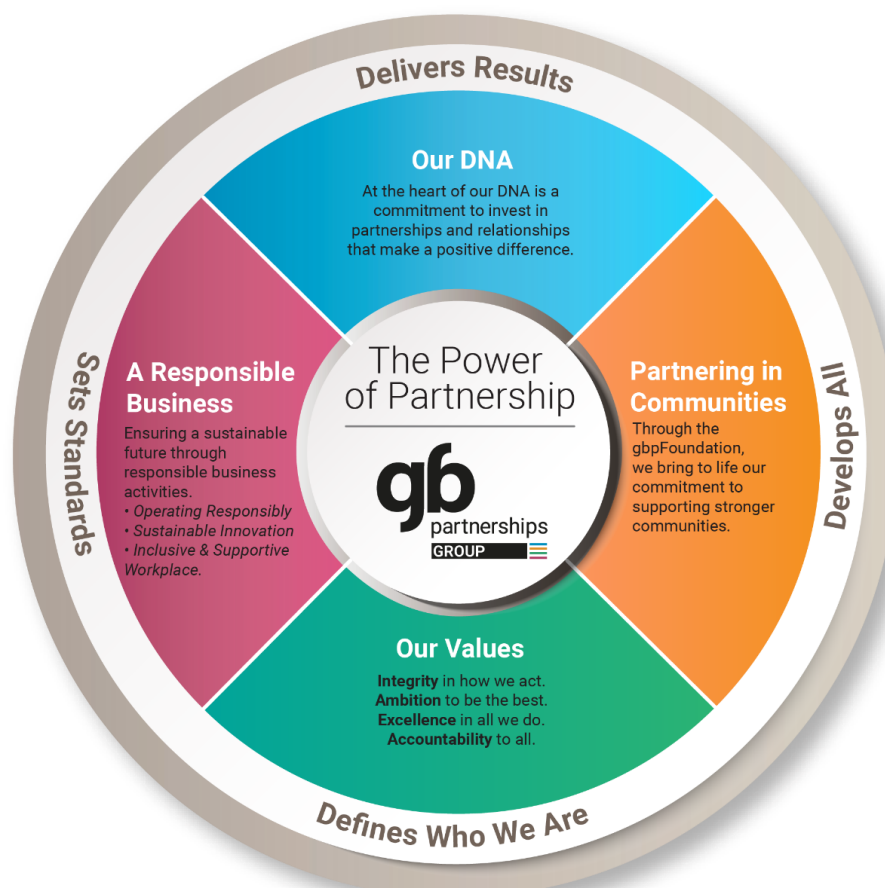 Delivers Results
Our DNA
At the heart of our DNA is a
commitment to invest in
partnerships and relationships
that make a positive difference.
Sets Standards
A Responsible
Business
Ensuring a sustainable
future through
responsible business
activities.
• Operating Responsibly
• Sustainable Innovation
• Inclusive & Supportive
Workplace.
The Power
of Partnership
gb
partnerships
GROUP
Partnering in
Communities
Through the
gbpFoundation,
we bring to life our
commitment to
supporting stronger
communities.
Develops All
Our Values
Integrity in how we act.
Ambition to be the best.
Excellence in all we do.
Accountability to all.
Defines Who We Are